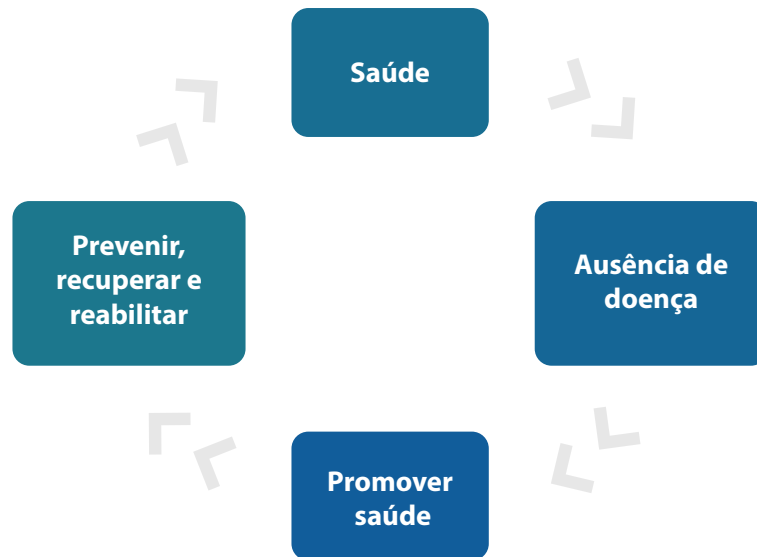 Saúde
Ausência de
doença
Promover
saúde
Prevenir,
recuperar e
reabilitar